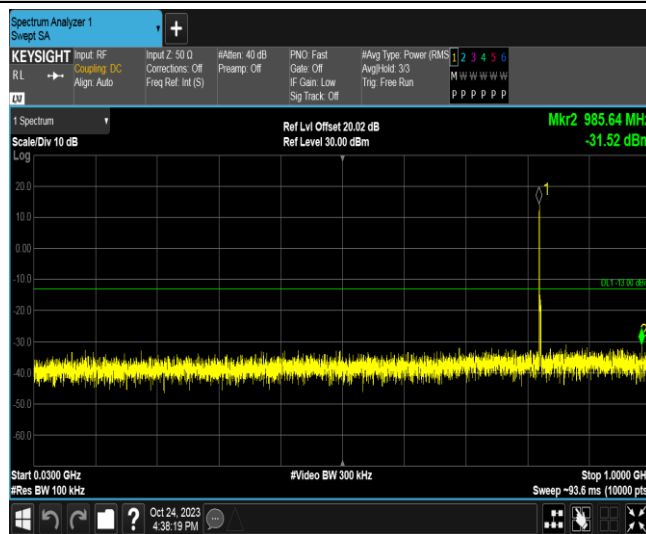 Spectrum Analyzer 1
Swept SA
+
KEYSIGHT
RL
LXI
Input: RF
Coupling: DC
Align: Auto
Input Z: 50 Ω
Corrections: Off
Freq Ref: Int (S)
#Atten: 40 dB
Preamp: Off
PNO: Fast
Gate: Off
IF Gain: Low
Sig Track: Off
#Avg Type: Power (RMS
Avg|Hold: 3/3
Trig: Free Run
1 2 3 4 5 6
M W W W W W
P P P P P P
1 Spectrum
Scale/Div 10 dB
Ref Lvl Offset 20.02 dB
Ref Level 30.00 dBm
Mkr2 985.64 MHz
-31.52 dBm
Log
1
20.0
10.0
0.00
-10.0
DL1 -13.00 dBm
-20.0
-30.0
2
-40.0
-50.0
-60.0
Start 0.0300 GHz
#Res BW 100 kHz
#Video BW 300 kHz
Stop 1.0000 GH
Sweep ~93.6 ms (10000 pts
?
Oct 24, 2023
4:38:19 PM